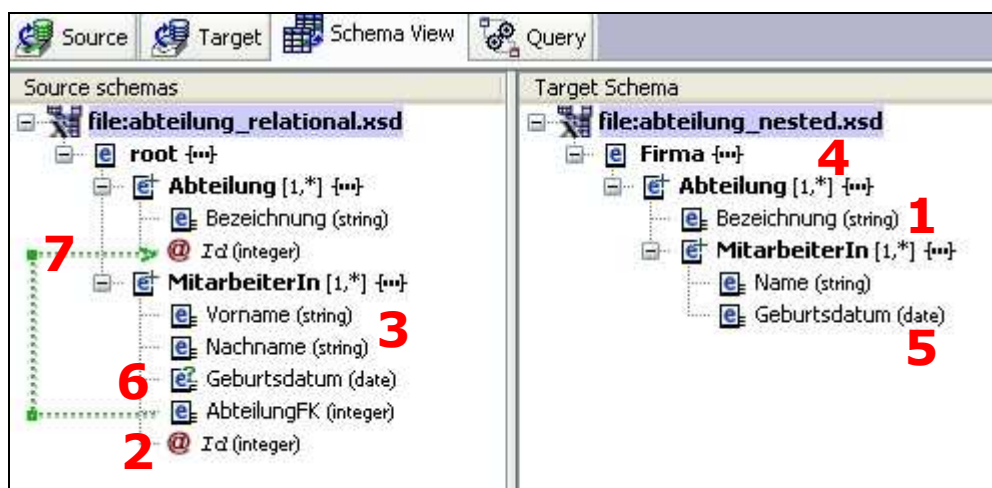 Source Target Schema View Query
Source schemas
file:abteilung_relational.xsd
root {...}
Abteilung [1,*] {...}
Bezeichnung (string)
7
@ Id (integer)
MitarbeiterIn [1,*] {...}
Vorname (string)
3
Nachname (string)
6
Geburtsdatum (date)
AbteilungFK (integer)
2
@ Id (integer)
Target Schema
file:abteilung_nested.xsd
Firma {...}
4
Abteilung [1,*] {...}
Bezeichnung (string)
1
MitarbeiterIn [1,*] {...}
Name (string)
Geburtsdatum (date)
5